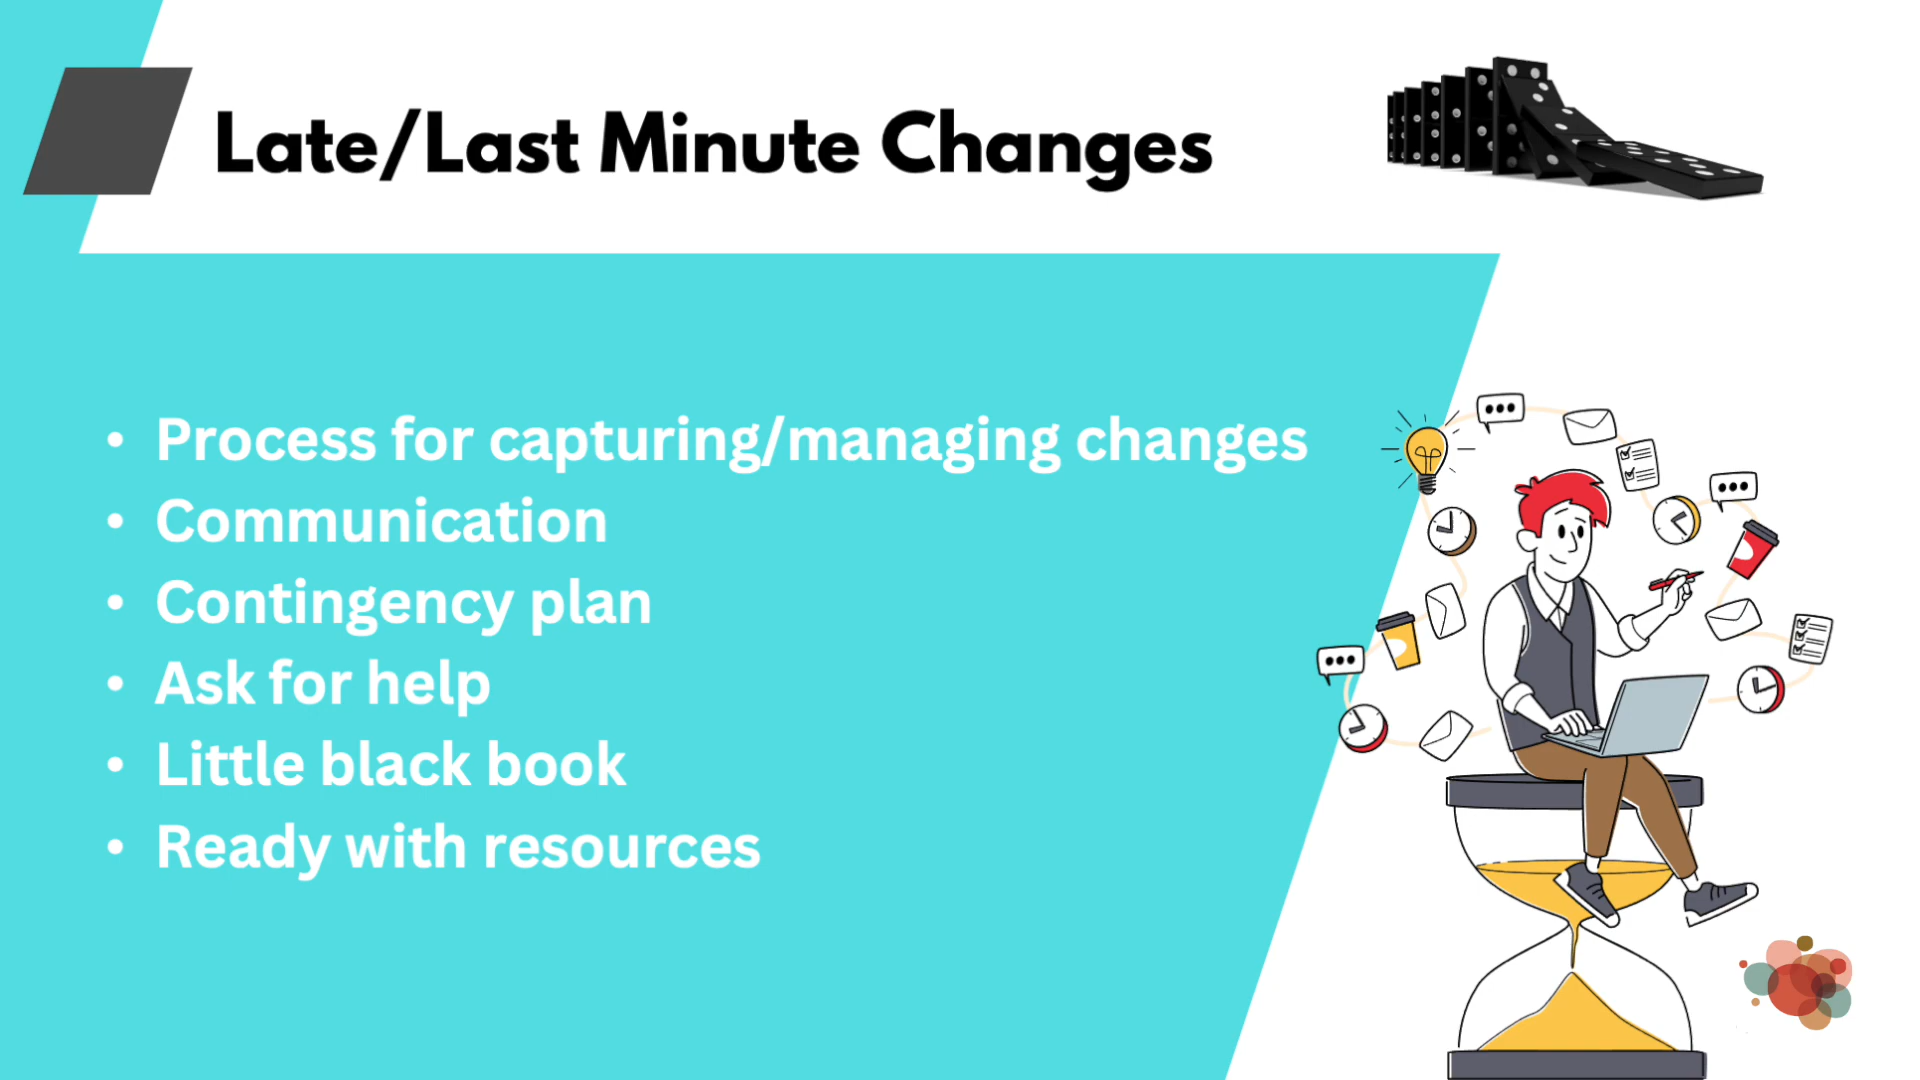 Late/Last Minute Changes
• Process for capturing/managing changes
• Communication
• Contingency plan
• Ask for help
• Little black book
• Ready with resources